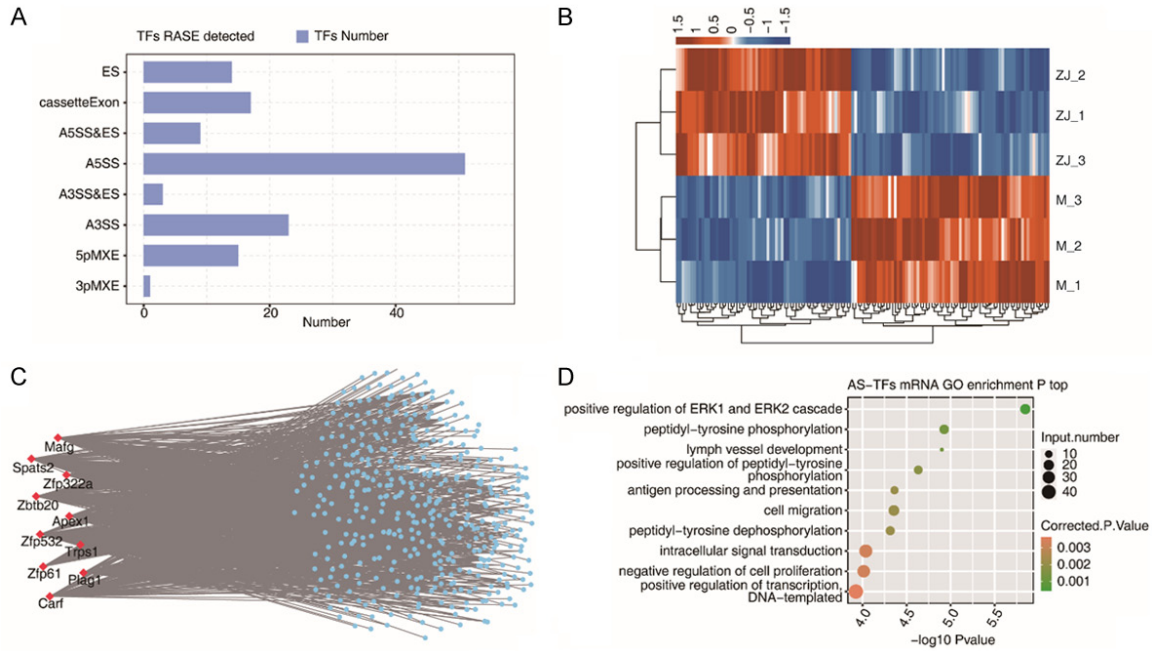 A
TFs RASE detected
TFs Number
ES
cassetteExon
A5SS&ES
A5SS
A3SS&ES
A3SS
5pMXE
3pMXE
0
20
40
Number
B
1.5
1
0.5
0
-0.5
-1
-1.5
ZJ_2
ZJ_1
ZJ_3
M_3
M_2
M_1
C
Mafg
Spats2
Zfp322a
Zbtb20
Apex1
Zfp532
Trps1
Zfp61
Plag1
Carf
D
AS-TFs mRNA GO enrichment P top
positive regulation of ERK1 and ERK2 cascade
peptidyl-tyrosine phosphorylation
lymph vessel development
positive regulation of peptidyl-tyrosine
phosphorylation
antigen processing and presentation
cell migration
peptidyl-tyrosine dephosphorylation
intracellular signal transduction
negative regulation of cell proliferation
positive regulation of transcription,
DNA-templated
4.0
4.5
5.0
5.5
-log10 Pvalue
Input.number
10
20
30
40
Corrected.P.Value
0.003
0.002
0.001